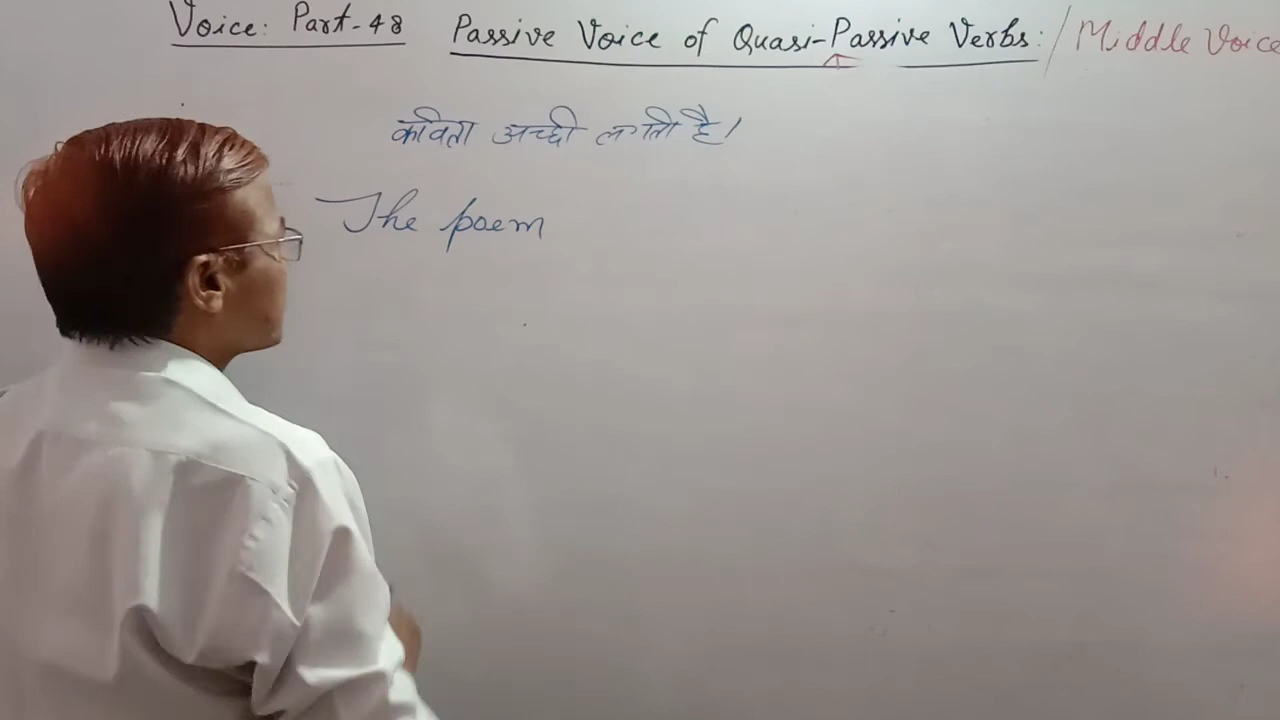 Voice: Part-48 Passive Voice of Quasi-Passive Verbs: / Middle Voice
कविता अच्छी लगती है।
The poem